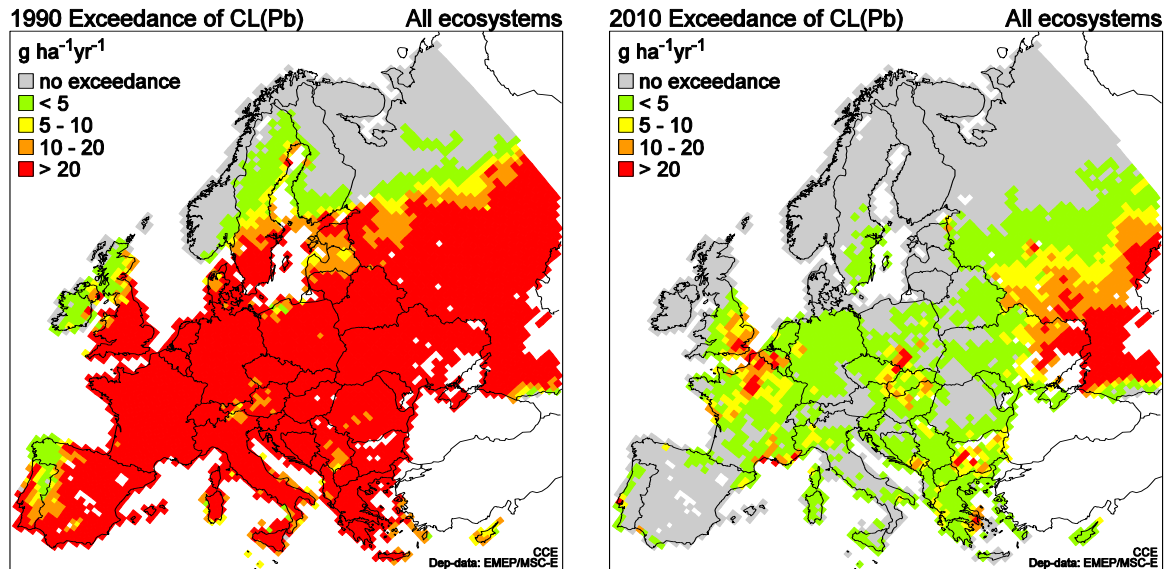 1990 Exceedance of CL(Pb) All ecosystems
g ha⁻¹yr⁻¹
no exceedance
< 5
5 - 10
10 - 20
> 20
CCE
Dep-data: EMEP/MSC-E
2010 Exceedance of CL(Pb) All ecosystems
g ha⁻¹yr⁻¹
no exceedance
< 5
5 - 10
10 - 20
> 20
CCE
Dep-data: EMEP/MSC-E